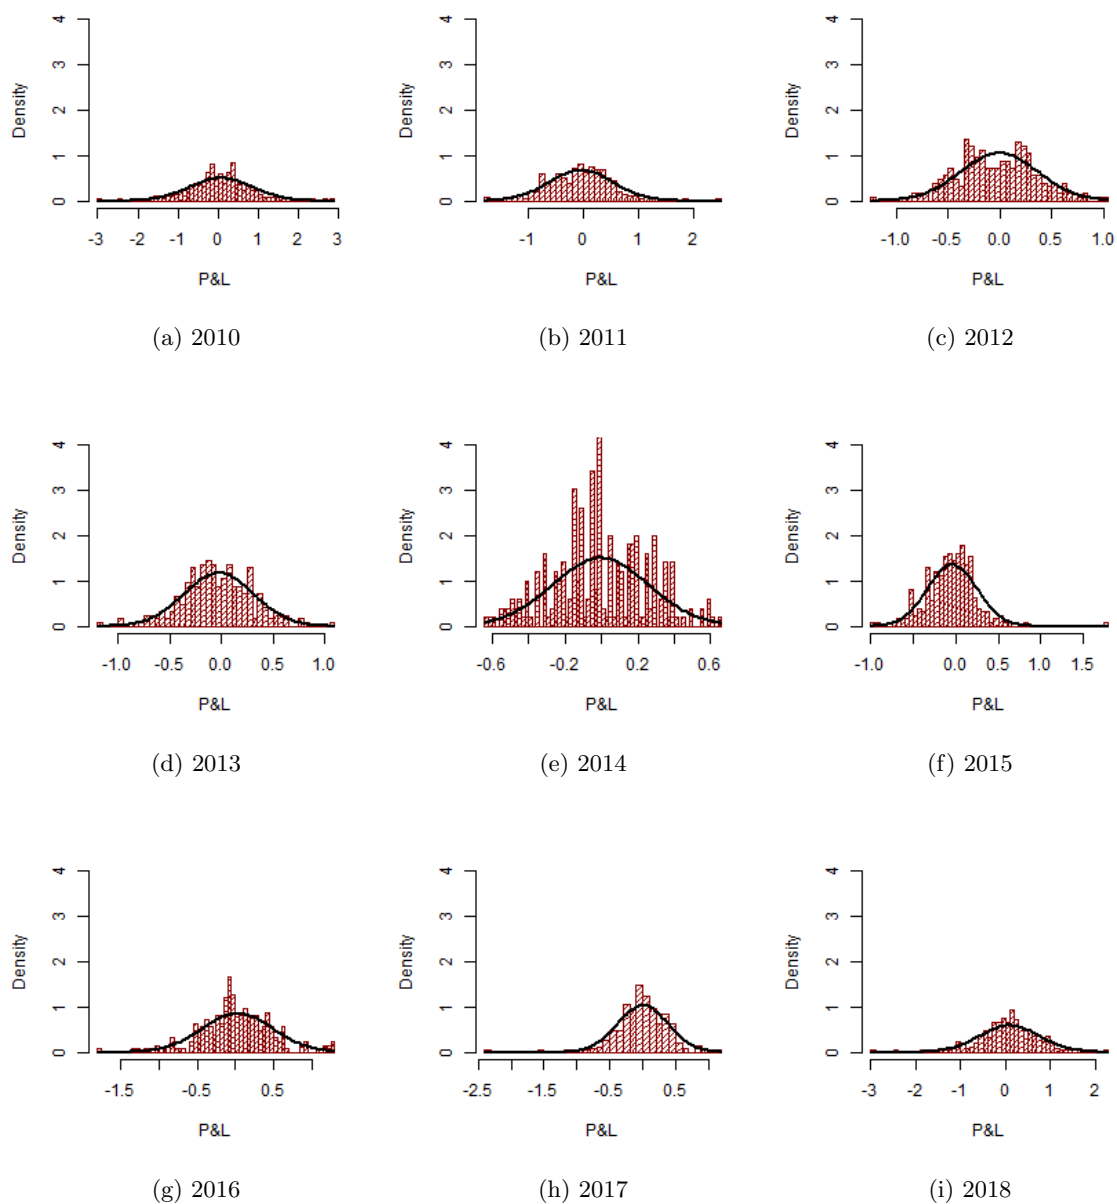 4
3
2
1
0
Density
-3 -2 -1 0 1 2 3
P&L
(a) 2010
4
3
2
1
0
Density
-1 0 1 2
P&L
(b) 2011
4
3
2
1
0
Density
-1.0 -0.5 0.0 0.5 1.0
P&L
(c) 2012
4
3
2
1
0
Density
-1.0 -0.5 0.0 0.5 1.0
P&L
(d) 2013
4
3
2
1
0
Density
-0.6 -0.2 0.2 0.6
P&L
(e) 2014
4
3
2
1
0
Density
-1.0 0.0 0.5 1.0 1.5
P&L
(f) 2015
4
3
2
1
0
Density
-1.5 -0.5 0.5
P&L
(g) 2016
4
3
2
1
0
Density
-2.5 -1.5 -0.5 0.5
P&L
(h) 2017
4
3
2
1
0
Density
-3 -2 -1 0 1 2
P&L
(i) 2018